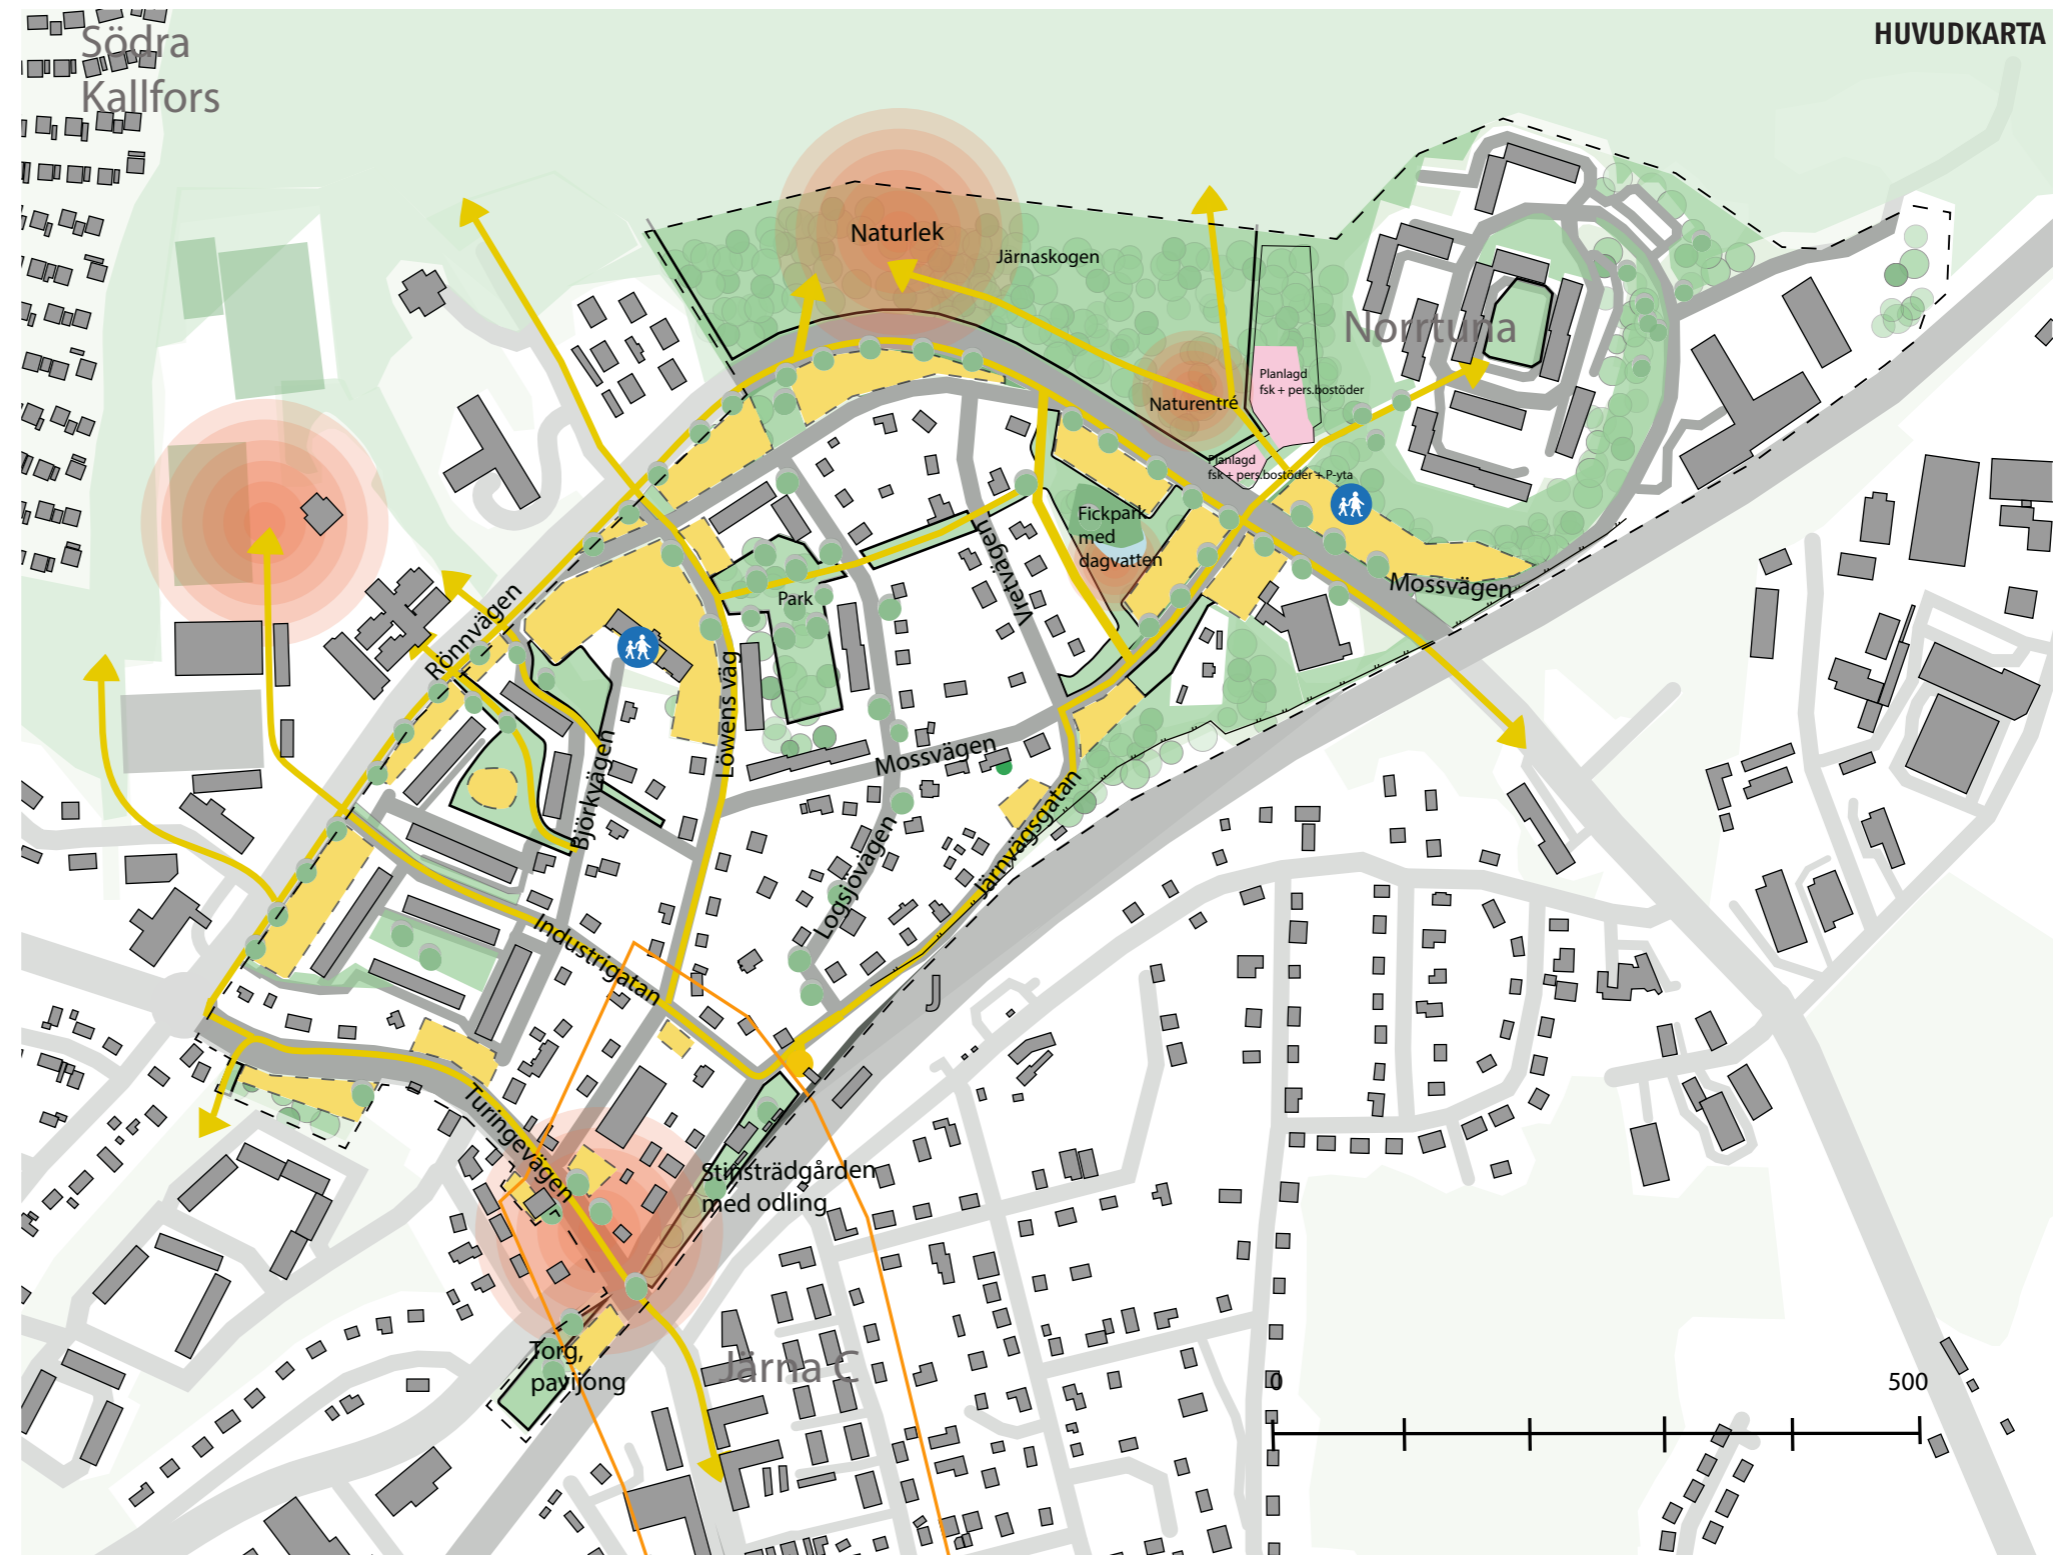 HUVUDKARTA
Södra
Kallfors
Naturlek
Järnaskogen
Norrtuna
Planlagd
fsk + pers.bostöder
Naturentré
Planlagd
fsk + pers.bostöder + P-yta
Fickpark
med
dagvatten
Mossvägen
Vretvägen
Park
Rönnvägen
Löwens väg
Björkvägen
Mossvägen
Järnvägsgatan
Logsjövägen
Industrigatan
J
Turingevägen
Stinsträdgården
med odling
Torg,
paviljong
Järna C
0
500